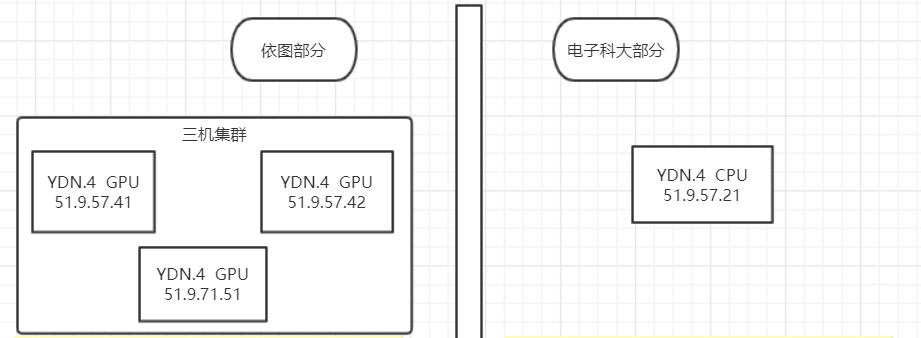 依图部分
电子科大部分
三机集群
YDN.4 GPU
51.9.57.41
YDN.4 GPU
51.9.57.42
YDN.4 GPU
51.9.71.51
YDN.4 CPU
51.9.57.21